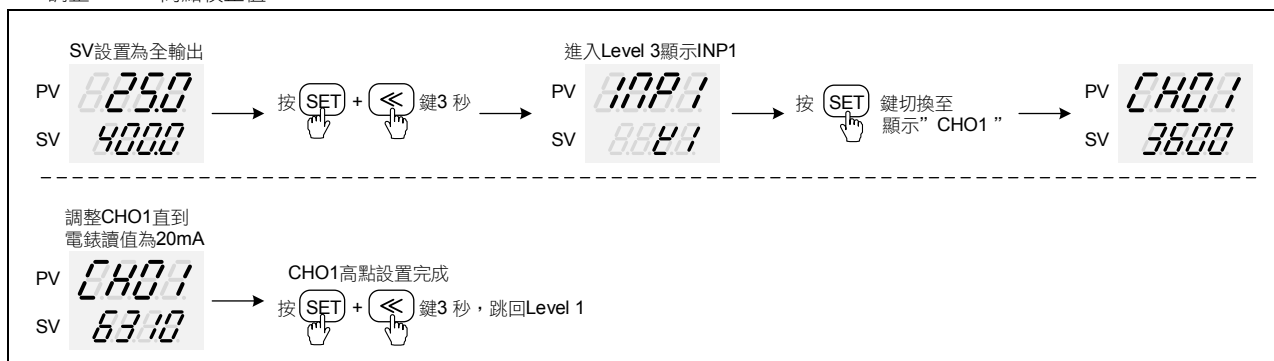 SV設置為全輸出
PV 25.0
SV 400.0
按 SET + ≪ 鍵3 秒
進入Level 3顯示INP1
PV INP1
SV
按 SET 鍵切換至
顯示” CHO1 ”
PV CHO1
SV 3600
調整CHO1直到
電錶讀值為20mA
PV CHO1
SV 6310
CHO1高點設置完成
按 SET + ≪ 鍵3 秒，跳回Level 1